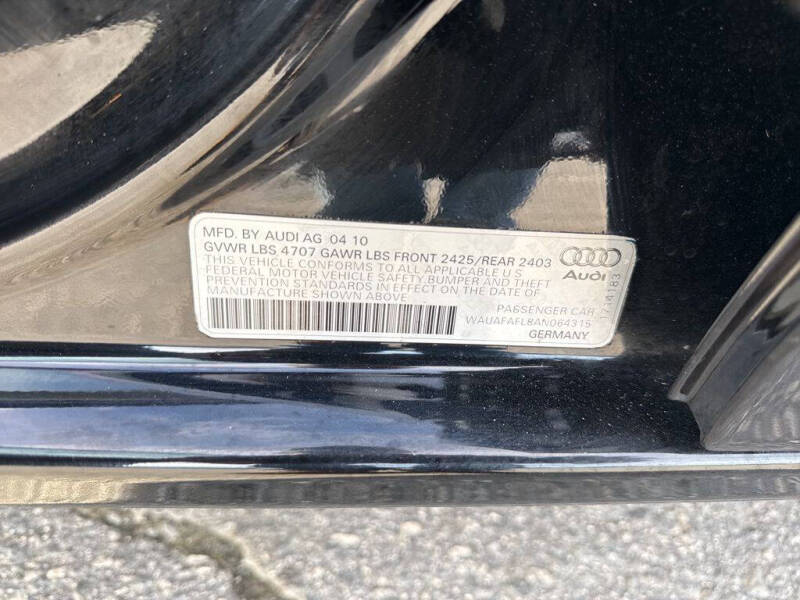 MFD. BY AUDI AG 04 10
GVWR LBS 4707 GAWR LBS FRONT 2425/REAR 2403
THIS VEHICLE CONFORMS TO ALL APPLICABLE U.S
FEDERAL MOTOR VEHICLE SAFETY.BUMPER AND THEFT
PREVENTION STANDARDS IN EFFECT ON THE DATE OF
MANUFACTURE SHOWN ABOVE
PASSENGER CAR
WAUAFAFL8AN064315
GERMANY
Audi
1714183